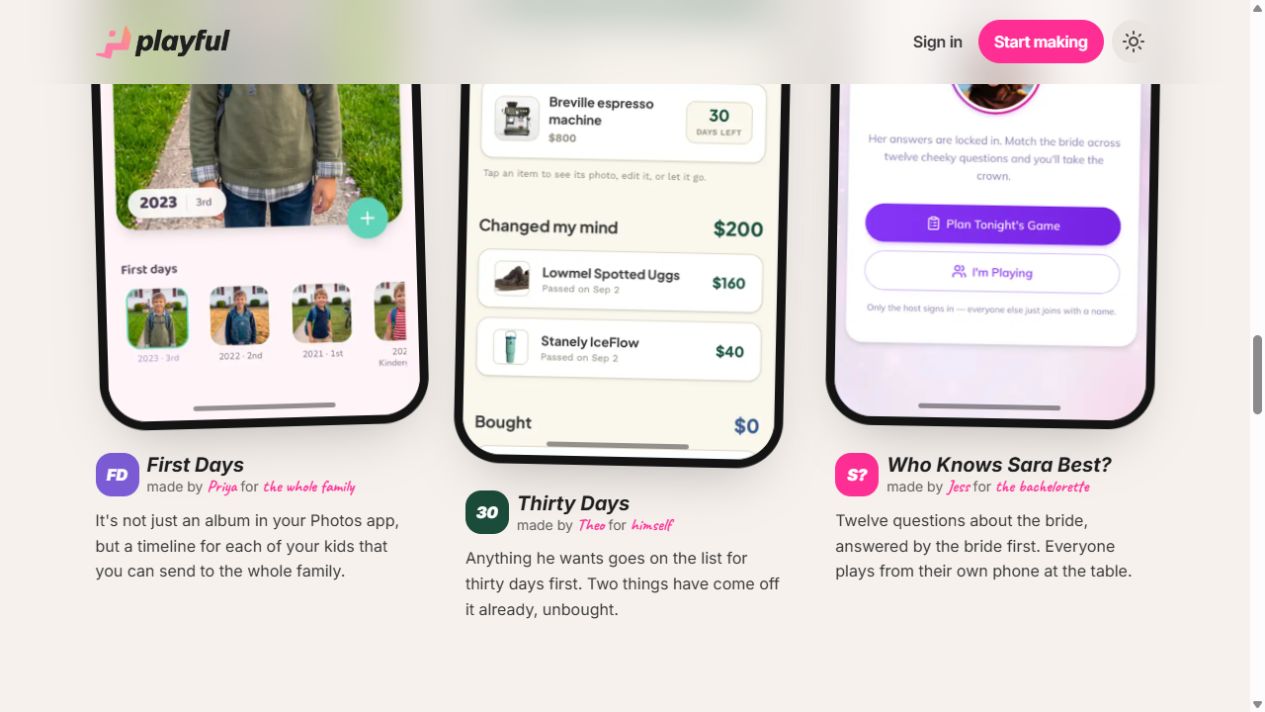 playful
Sign in
Start making
2023
3rd
First days
2023 · 3rd
2022 · 2nd
2021 · 1st
202
Kinder
Breville espresso
machine
$800
30
DAYS LEFT
Tap an item to see its photo, edit it, or let it go.
Changed my mind
$200
Lowmel Spotted Uggs
Passed on Sep 2
$160
Stanely IceFlow
Passed on Sep 2
$40
Bought
$0
Her answers are locked in. Match the bride across
twelve cheeky questions and you'll take the
crown.
Plan Tonight's Game
I'm Playing
Only the host signs in — everyone else just joins with a name.
FD
First Days
made by Priya for the whole family
It's not just an album in your Photos app,
but a timeline for each of your kids that
you can send to the whole family.
30
Thirty Days
made by Theo for himself
Anything he wants goes on the list for
thirty days first. Two things have come off
it already, unbought.
S?
Who Knows Sara Best?
made by Jess for the bachelorette
Twelve questions about the bride,
answered by the bride first. Everyone
plays from their own phone at the table.